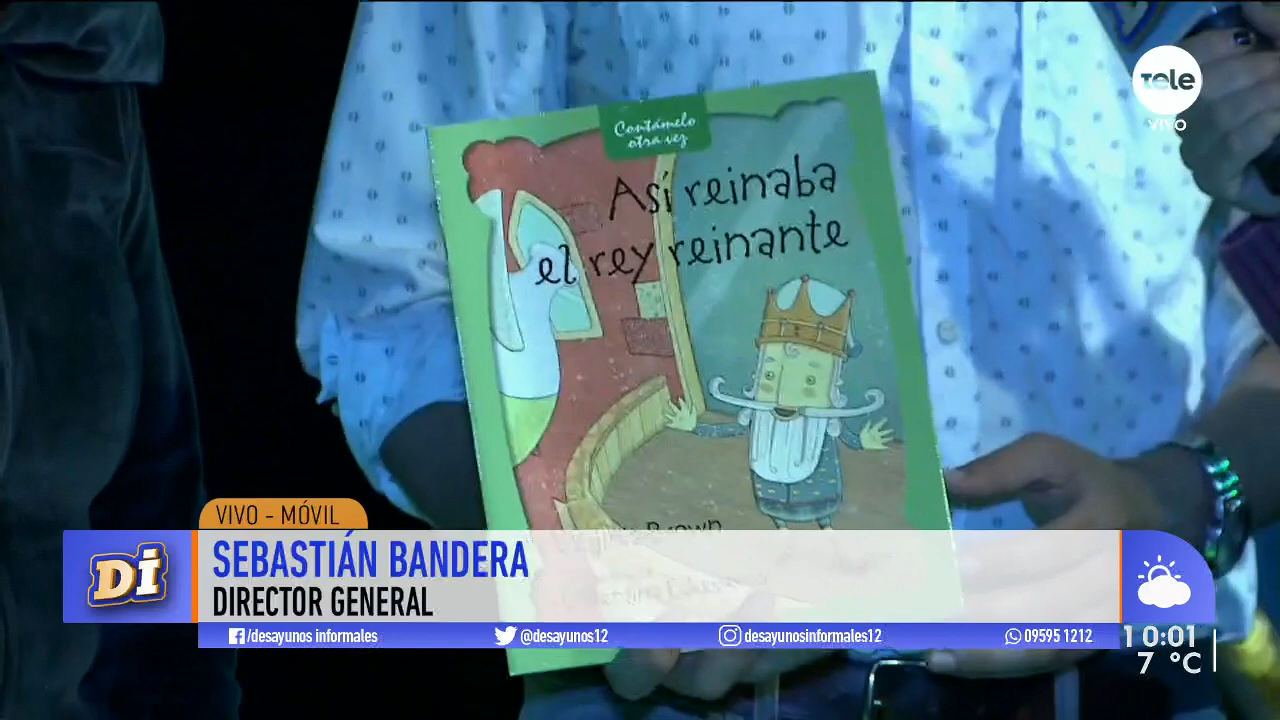 Contámelo
otra vez
Así reinaba
el rey reinante
Brown
TELE
VIVO
VIVO - MÓVIL
Di
SEBASTIÁN BANDERA
DIRECTOR GENERAL
/desayunos informales
@desayunos12
desayunosinformales12
09595 1212
10:01
7 °C